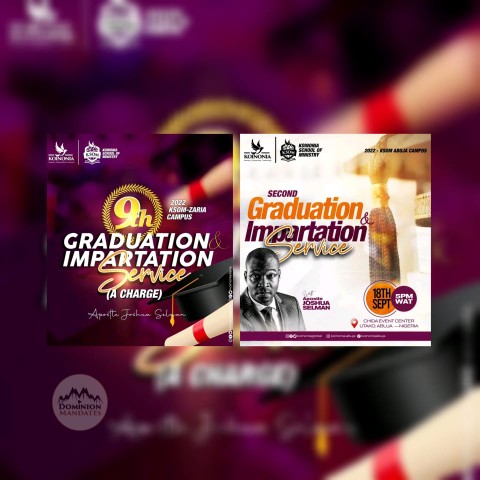 KOINONIA
KSOM
KOINONIA
SCHOOL OF
MINISTRY
9th
2022
KSOM-ZARIA
CAMPUS
GRADUATION &
IMPARTATION
Service
(A CHARGE)
Apostle Joshua Selman
KOINONIA
KSOM
KOINONIA
SCHOOL OF
MINISTRY
2022 - KSOM ABUJA CAMPUS
SECOND
Graduation
&
Impartation
Service
With
Apostle
JOSHUA
SELMAN
18TH
SEPT
5PM
WAT
CHIDA EVENT CENTER
UTAKO, ABUJA - NIGERIA
DOMINION
MANDATES
(A CHARGE)